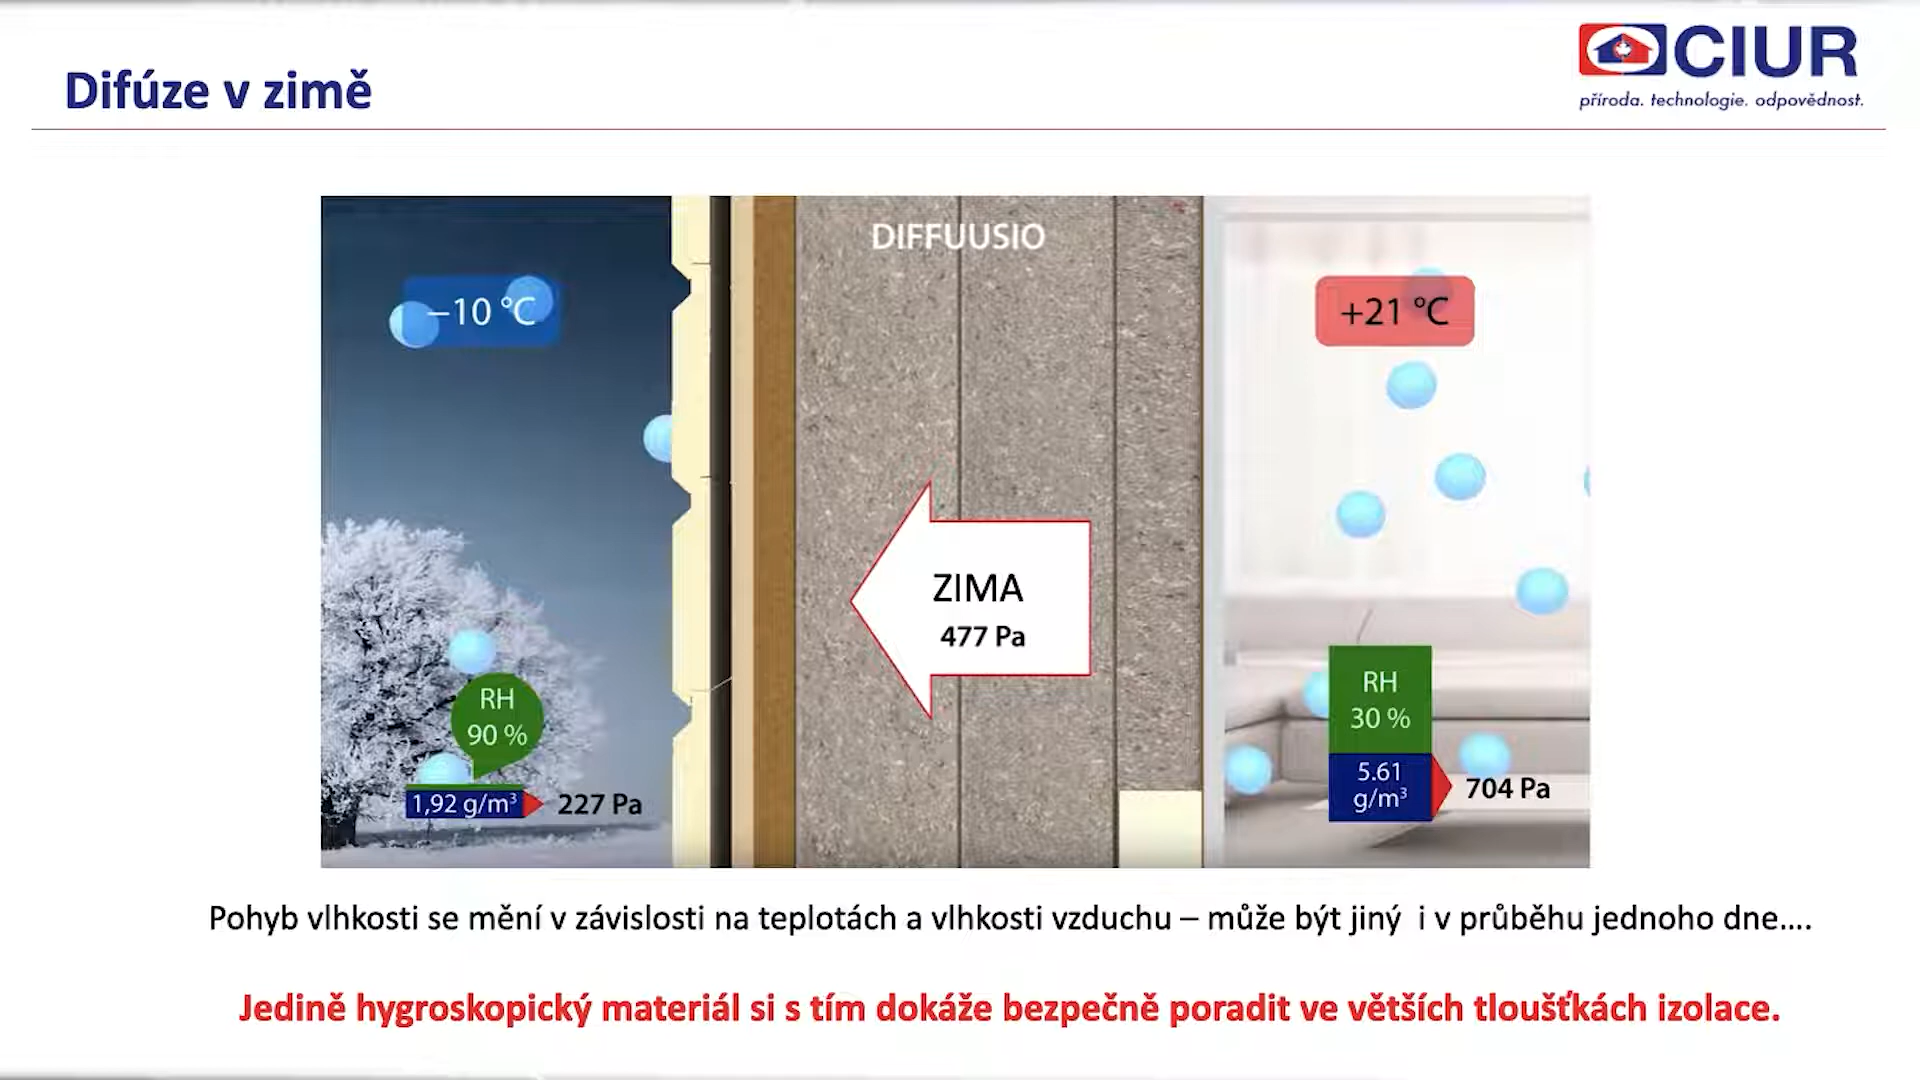 CIUR
příroda. technologie. odpovědnost.
Difúze v zimě
DIFFUUSIO
–10 °C
+21 °C
ZIMA
477 Pa
RH
90 %
1,92 g/m³
227 Pa
RH
30 %
5.61
g/m³
704 Pa
Pohyb vlhkosti se mění v závislosti na teplotách a vlhkosti vzduchu – může být jiný i v průběhu jednoho dne....
Jedině hygroskopický materiál si s tím dokáže bezpečně poradit ve větších tloušťkách izolace.